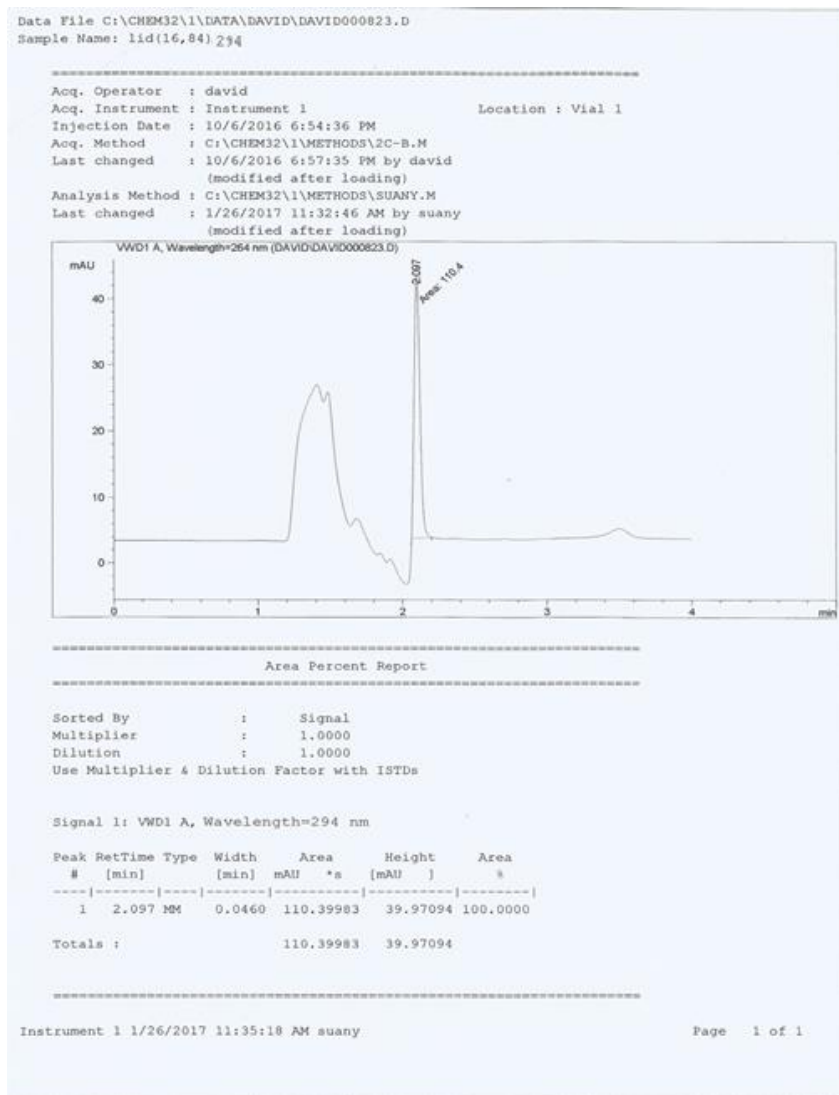 Data File C:\CHEM32\1\DATA\DAVID\DAVID000823.D
Sample Name: lid(16,84) 294
=====================================================================
Acq. Operator   : david
Acq. Instrument : Instrument 1                    Location : Vial 1
Injection Date  : 10/6/2016 6:54:36 PM
Acq. Method     : C:\CHEM32\1\METHODS\2C-B.M
Last changed    : 10/6/2016 6:57:35 PM by david
(modified after loading)
Analysis Method : C:\CHEM32\1\METHODS\SUANY.M
Last changed    : 1/26/2017 11:32:46 AM by suany
(modified after loading)
VWD1 A, Wavelength=264 nm (DAVID\DAVID000823.D)
mAU
2.097
Area: 110.4
40
30
20
10
0
0 1 2 3 4 min
=====================================================================
Area Percent Report
=====================================================================
Sorted By             :      Signal
Multiplier            :      1.0000
Dilution              :      1.0000
Use Multiplier & Dilution Factor with ISTDs
Signal 1: VWD1 A, Wavelength=294 nm
Peak RetTime Type  Width     Area      Height     Area
#   [min]        [min]  mAU   *s   [mAU   ]     %
----|-------|----|-------|----------|----------|--------|
1   2.097 MM    0.0460  110.39983   39.97094 100.0000
Totals :                  110.39983   39.97094
=====================================================================
Instrument 1 1/26/2017 11:35:18 AM suany                    Page   1 of 1